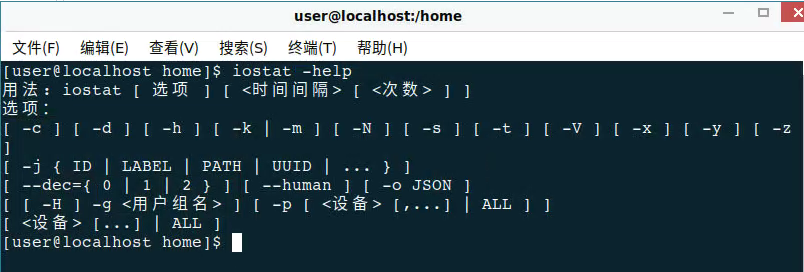 user@localhost:/home
文件(F) 编辑(E) 查看(V) 搜索(S) 终端(T) 帮助(H)
[user@localhost home]$ iostat -help
用法：iostat [ 选项 ] [ <时间间隔> [ <次数> ] ]
选项：
[ -c ] [ -d ] [ -h ] [ -k | -m ] [ -N ] [ -s ] [ -t ] [ -V ] [ -x ] [ -y ] [ -z
]
[ -j { ID | LABEL | PATH | UUID | ... } ]
[ --dec={ 0 | 1 | 2 } ] [ --human ] [ -o JSON ]
[ [ -H ] -g <用户组名> ] [ -p [ <设备> [,...] | ALL ] ]
[ <设备> [...] | ALL ]
[user@localhost home]$